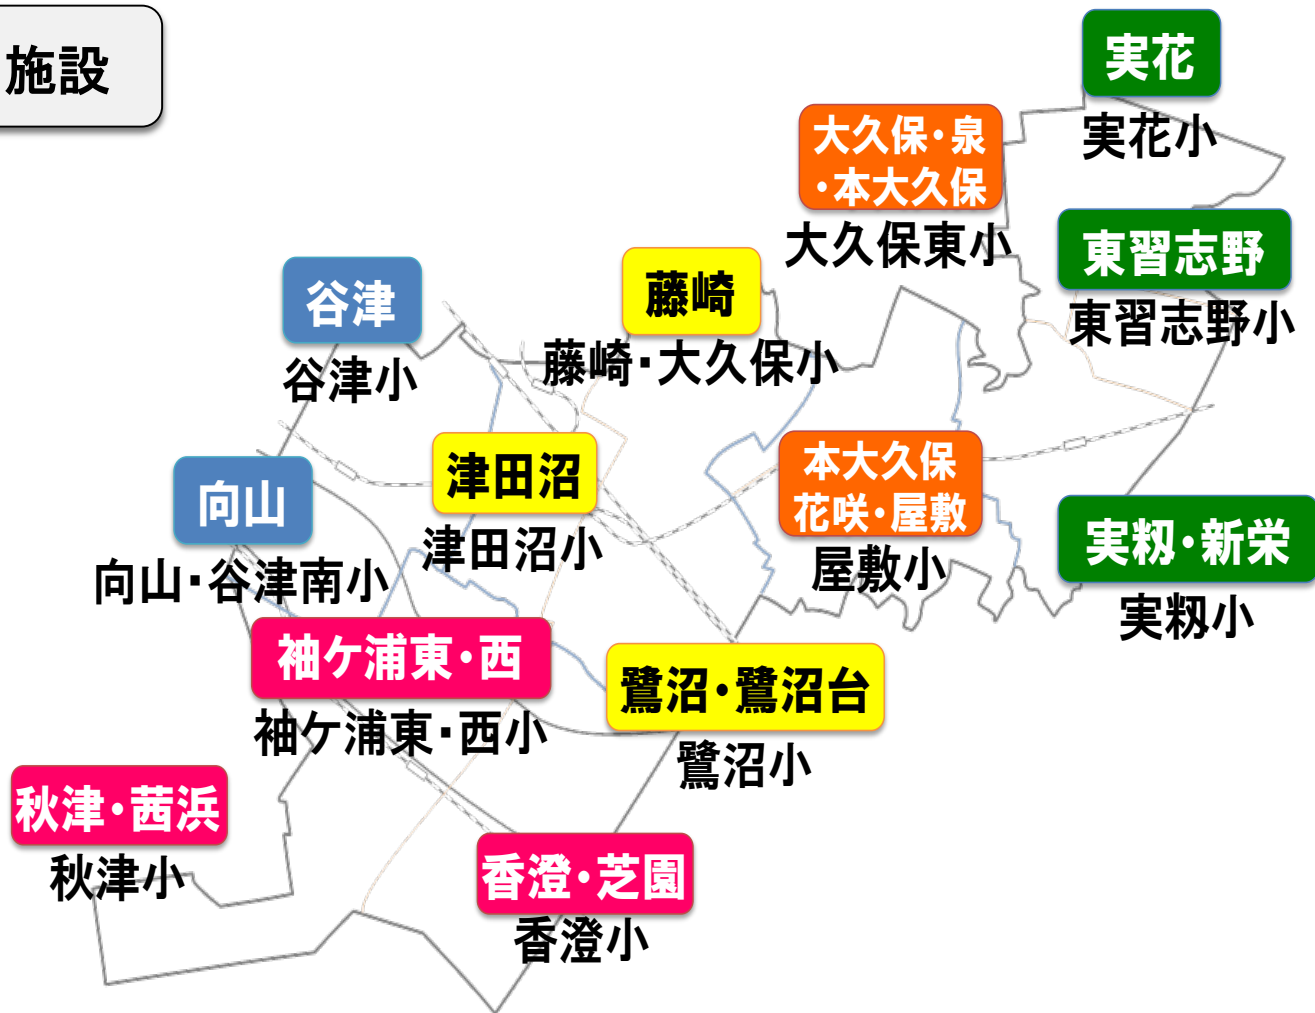 施設
実花
実花小
大久保・泉
・本大久保
大久保東小
東習志野
東習志野小
谷津
谷津小
藤崎
藤崎・大久保小
津田沼
津田沼小
本大久保
花咲・屋敷
屋敷小
向山
向山・谷津南小
実籾・新栄
実籾小
袖ケ浦東・西
袖ケ浦東・西小
鷺沼・鷺沼台
鷺沼小
秋津・茜浜
秋津小
香澄・芝園
香澄小